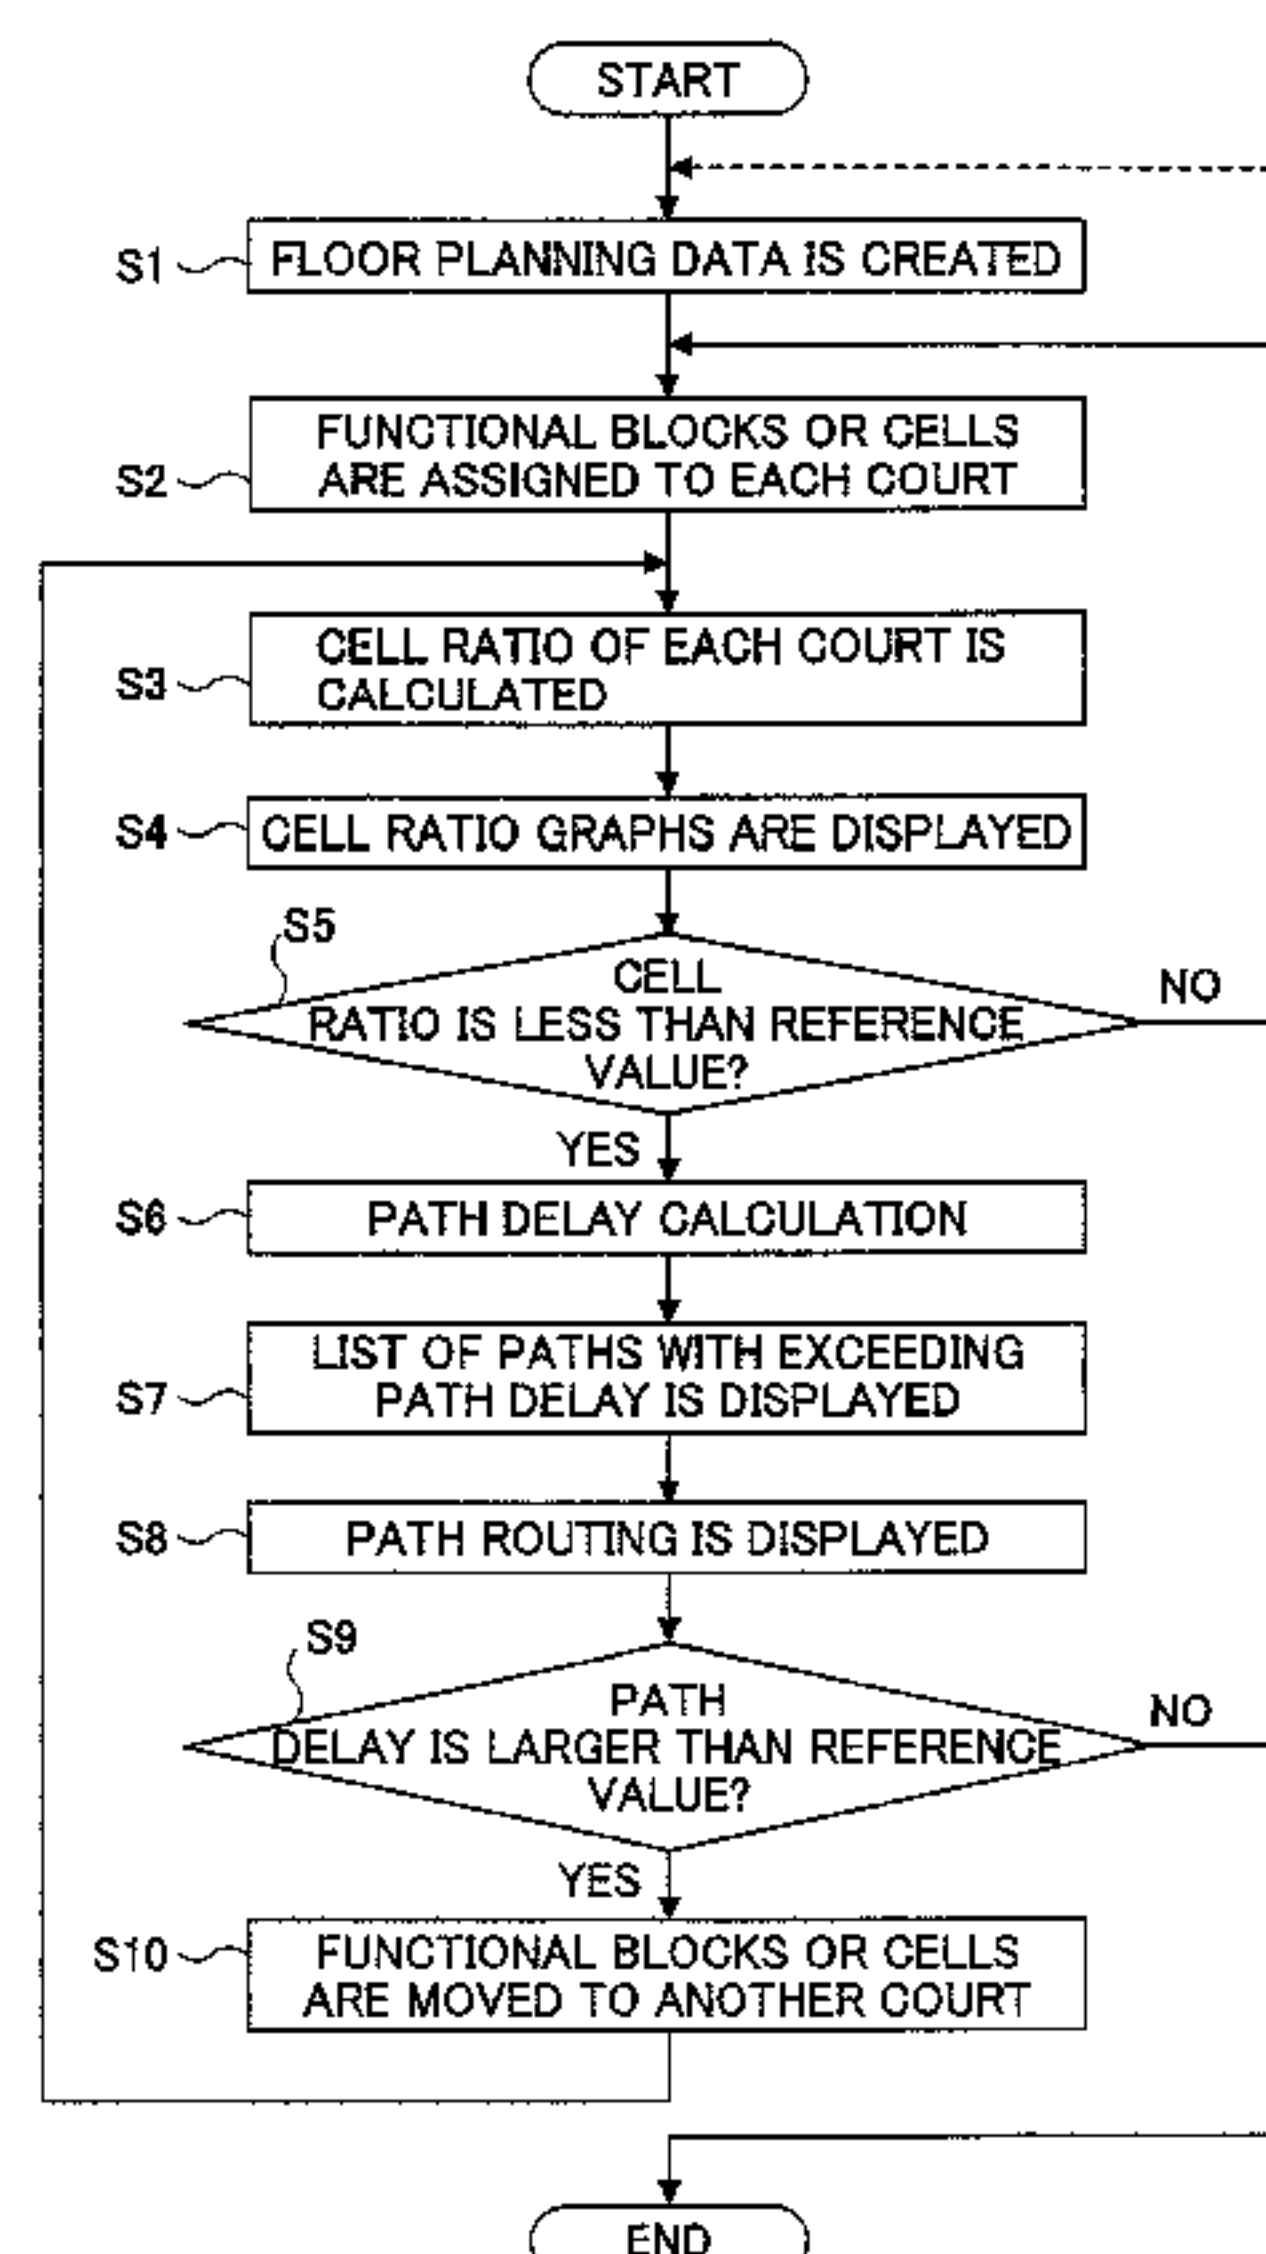 START
S1
FLOOR PLANNING DATA IS CREATED
S2
FUNCTIONAL BLOCKS OR CELLS
ARE ASSIGNED TO EACH COURT
S3
CELL RATIO OF EACH COURT IS
CALCULATED
S4
CELL RATIO GRAPHS ARE DISPLAYED
S5
CELL
RATIO IS LESS THAN REFERENCE
VALUE?
NO
YES
S6
PATH DELAY CALCULATION
S7
LIST OF PATHS WITH EXCEEDING
PATH DELAY IS DISPLAYED
S8
PATH ROUTING IS DISPLAYED
S9
PATH
DELAY IS LARGER THAN REFERENCE
VALUE?
NO
YES
S10
FUNCTIONAL BLOCKS OR CELLS
ARE MOVED TO ANOTHER COURT
END